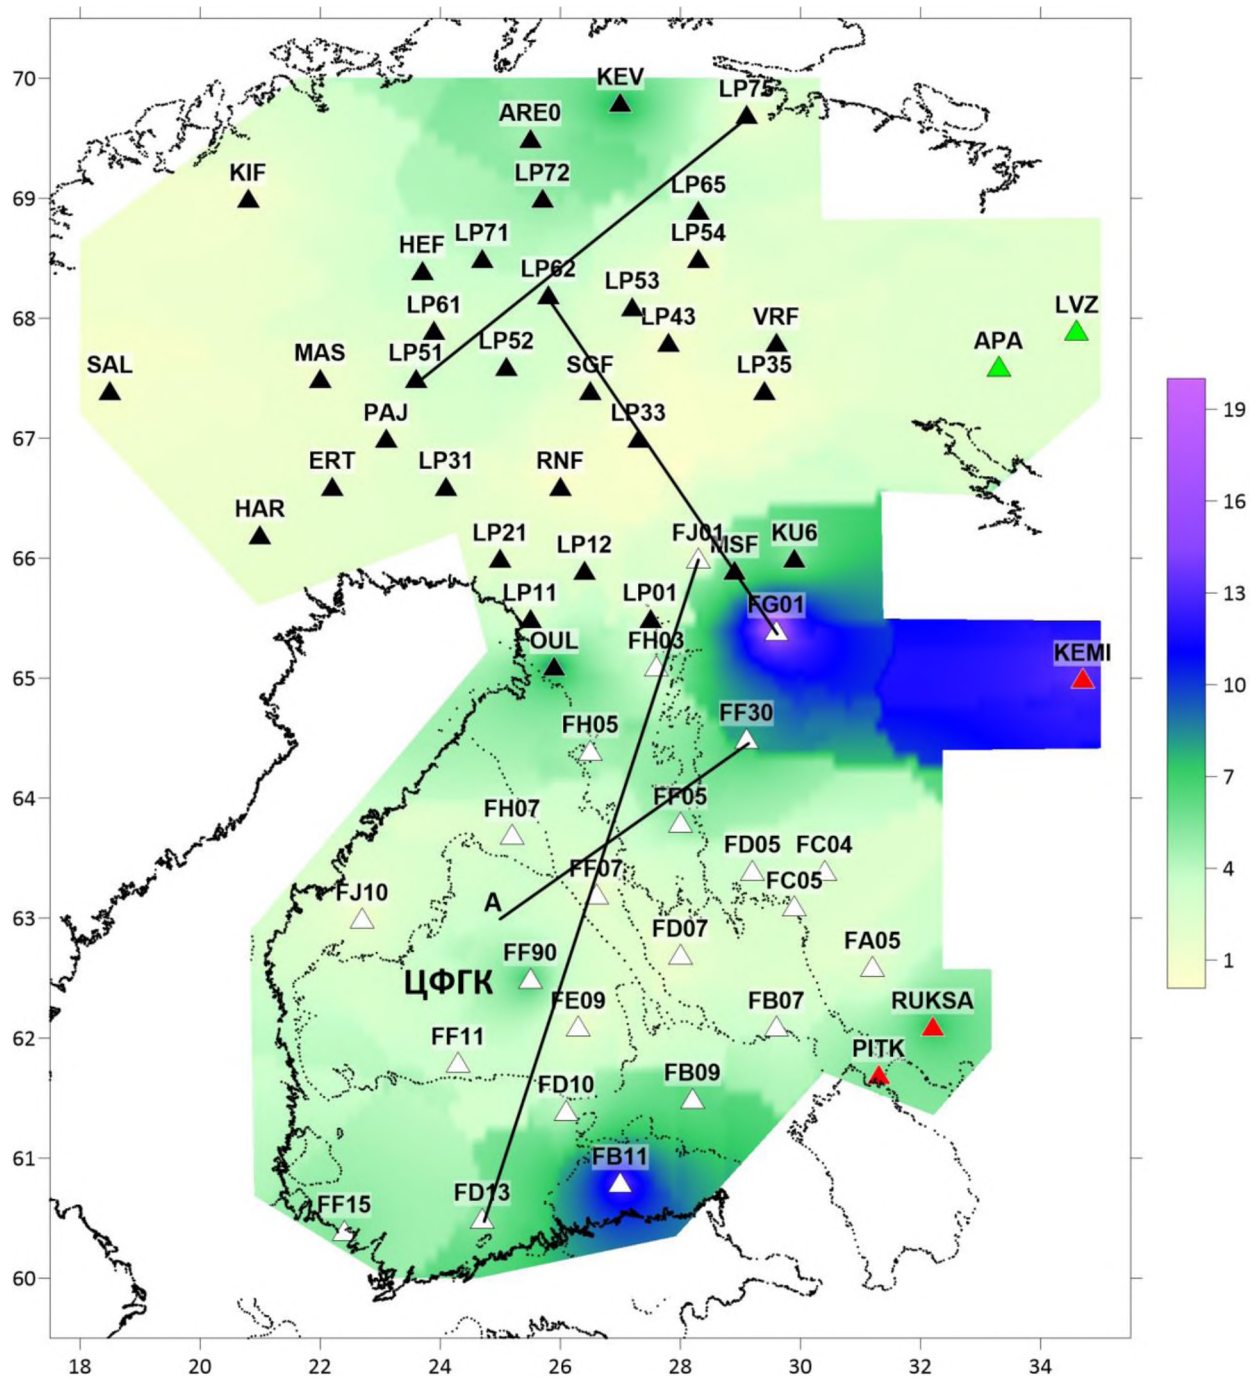 70
KEV
LP75
ARE0
69
KIF
LP72
LP65
HEF
LP71
LP54
LP62
LP53
68
LP61
LP43
VRF
LVZ
SAL
MAS
LP51
LP52
SGF
LP35
APA
19
67
PAJ
LP33
ERT
LP31
RNF
16
HAR
66
LP21
LP12
FJ01
MSF
KU6
13
LP11
LP01
FG01
65
OUL
FH03
KEMI
10
FH05
FF30
64
FH07
FF05
7
FD05
FC04
FF07
FC05
4
63
FJ10
A
FD07
FA05
ЦФГК
FF90
1
62
FE09
FB07
RUKSA
FF11
PITK
FD10
FB09
61
FB11
FF15
FD13
60
18 20 22 24 26 28 30 32 34